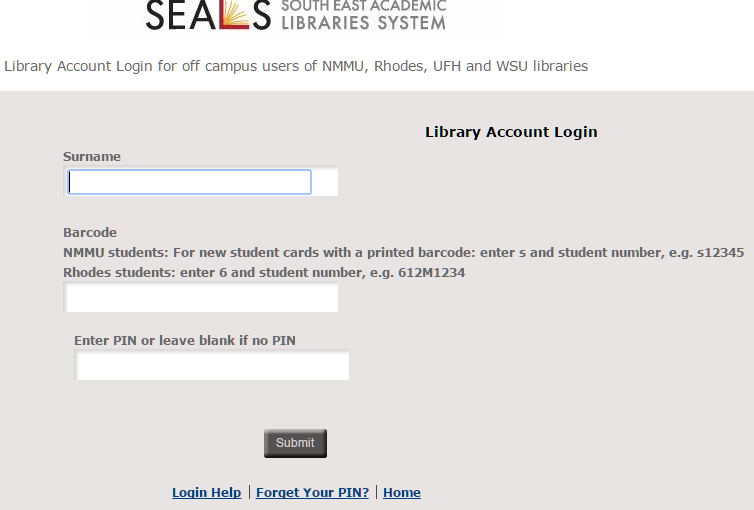 SEALS SOUTH EAST ACADEMIC
LIBRARIES SYSTEM
Library Account Login for off campus users of NMMU, Rhodes, UFH and WSU libraries
Library Account Login
Surname
Barcode
NMMU students: For new student cards with a printed barcode: enter s and student number, e.g. s12345
Rhodes students: enter 6 and student number, e.g. 612M1234
Enter PIN or leave blank if no PIN
Submit
Login Help | Forget Your PIN? | Home